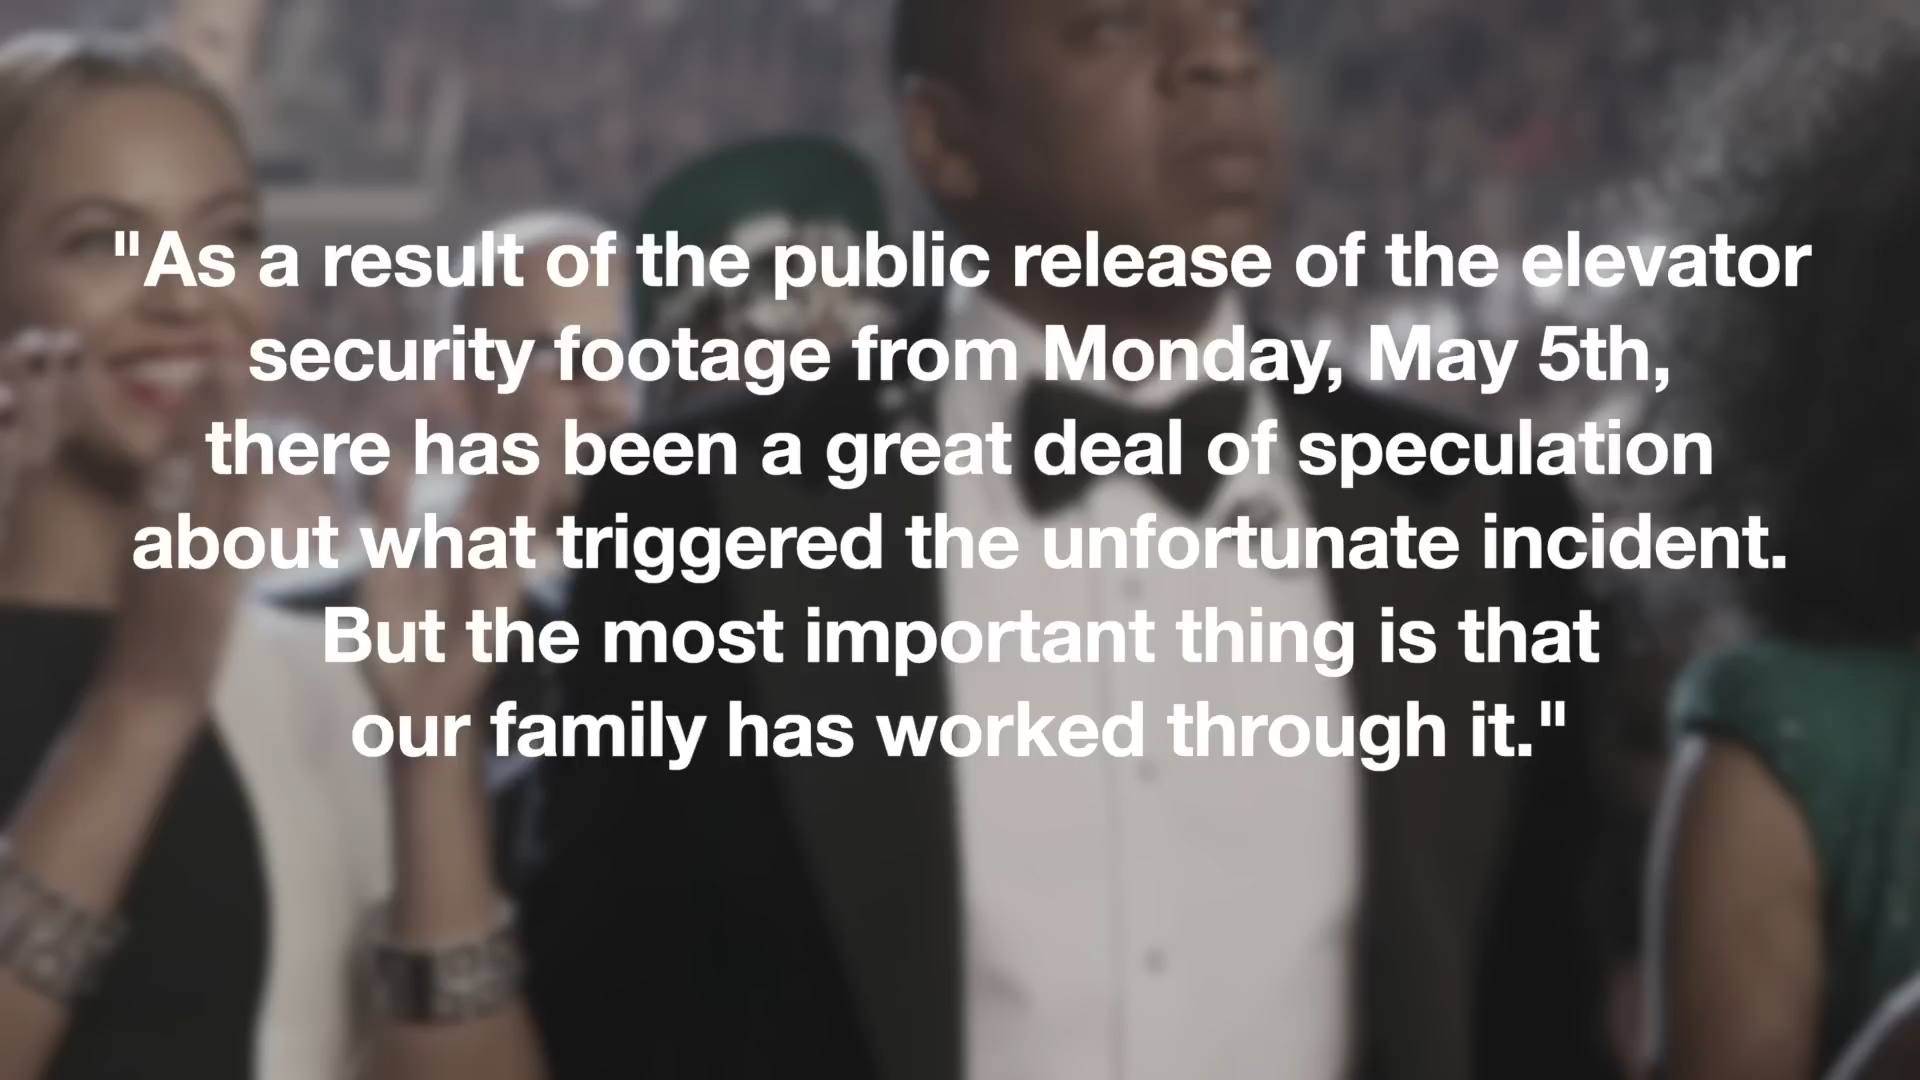 "As a result of the public release of the elevator
security footage from Monday, May 5th,
there has been a great deal of speculation
about what triggered the unfortunate incident.
But the most important thing is that
our family has worked through it."